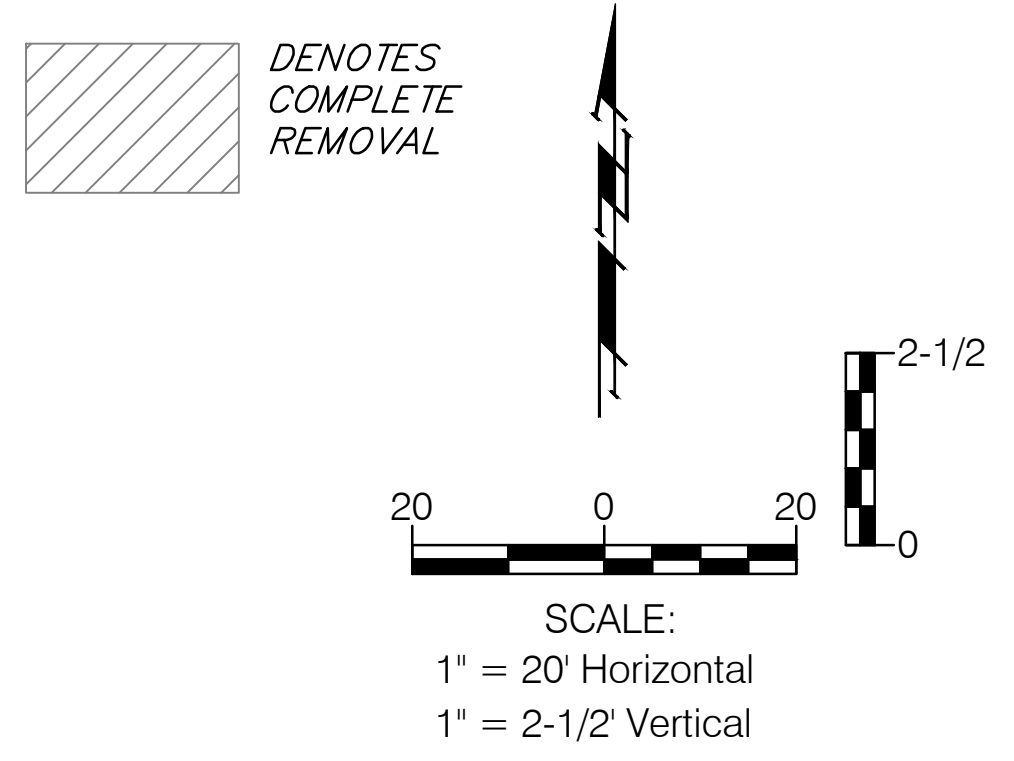 DENOTES
COMPLETE
REMOVAL
2-1/2
20 0 20
0
SCALE:
1" = 20' Horizontal
1" = 2-1/2' Vertical